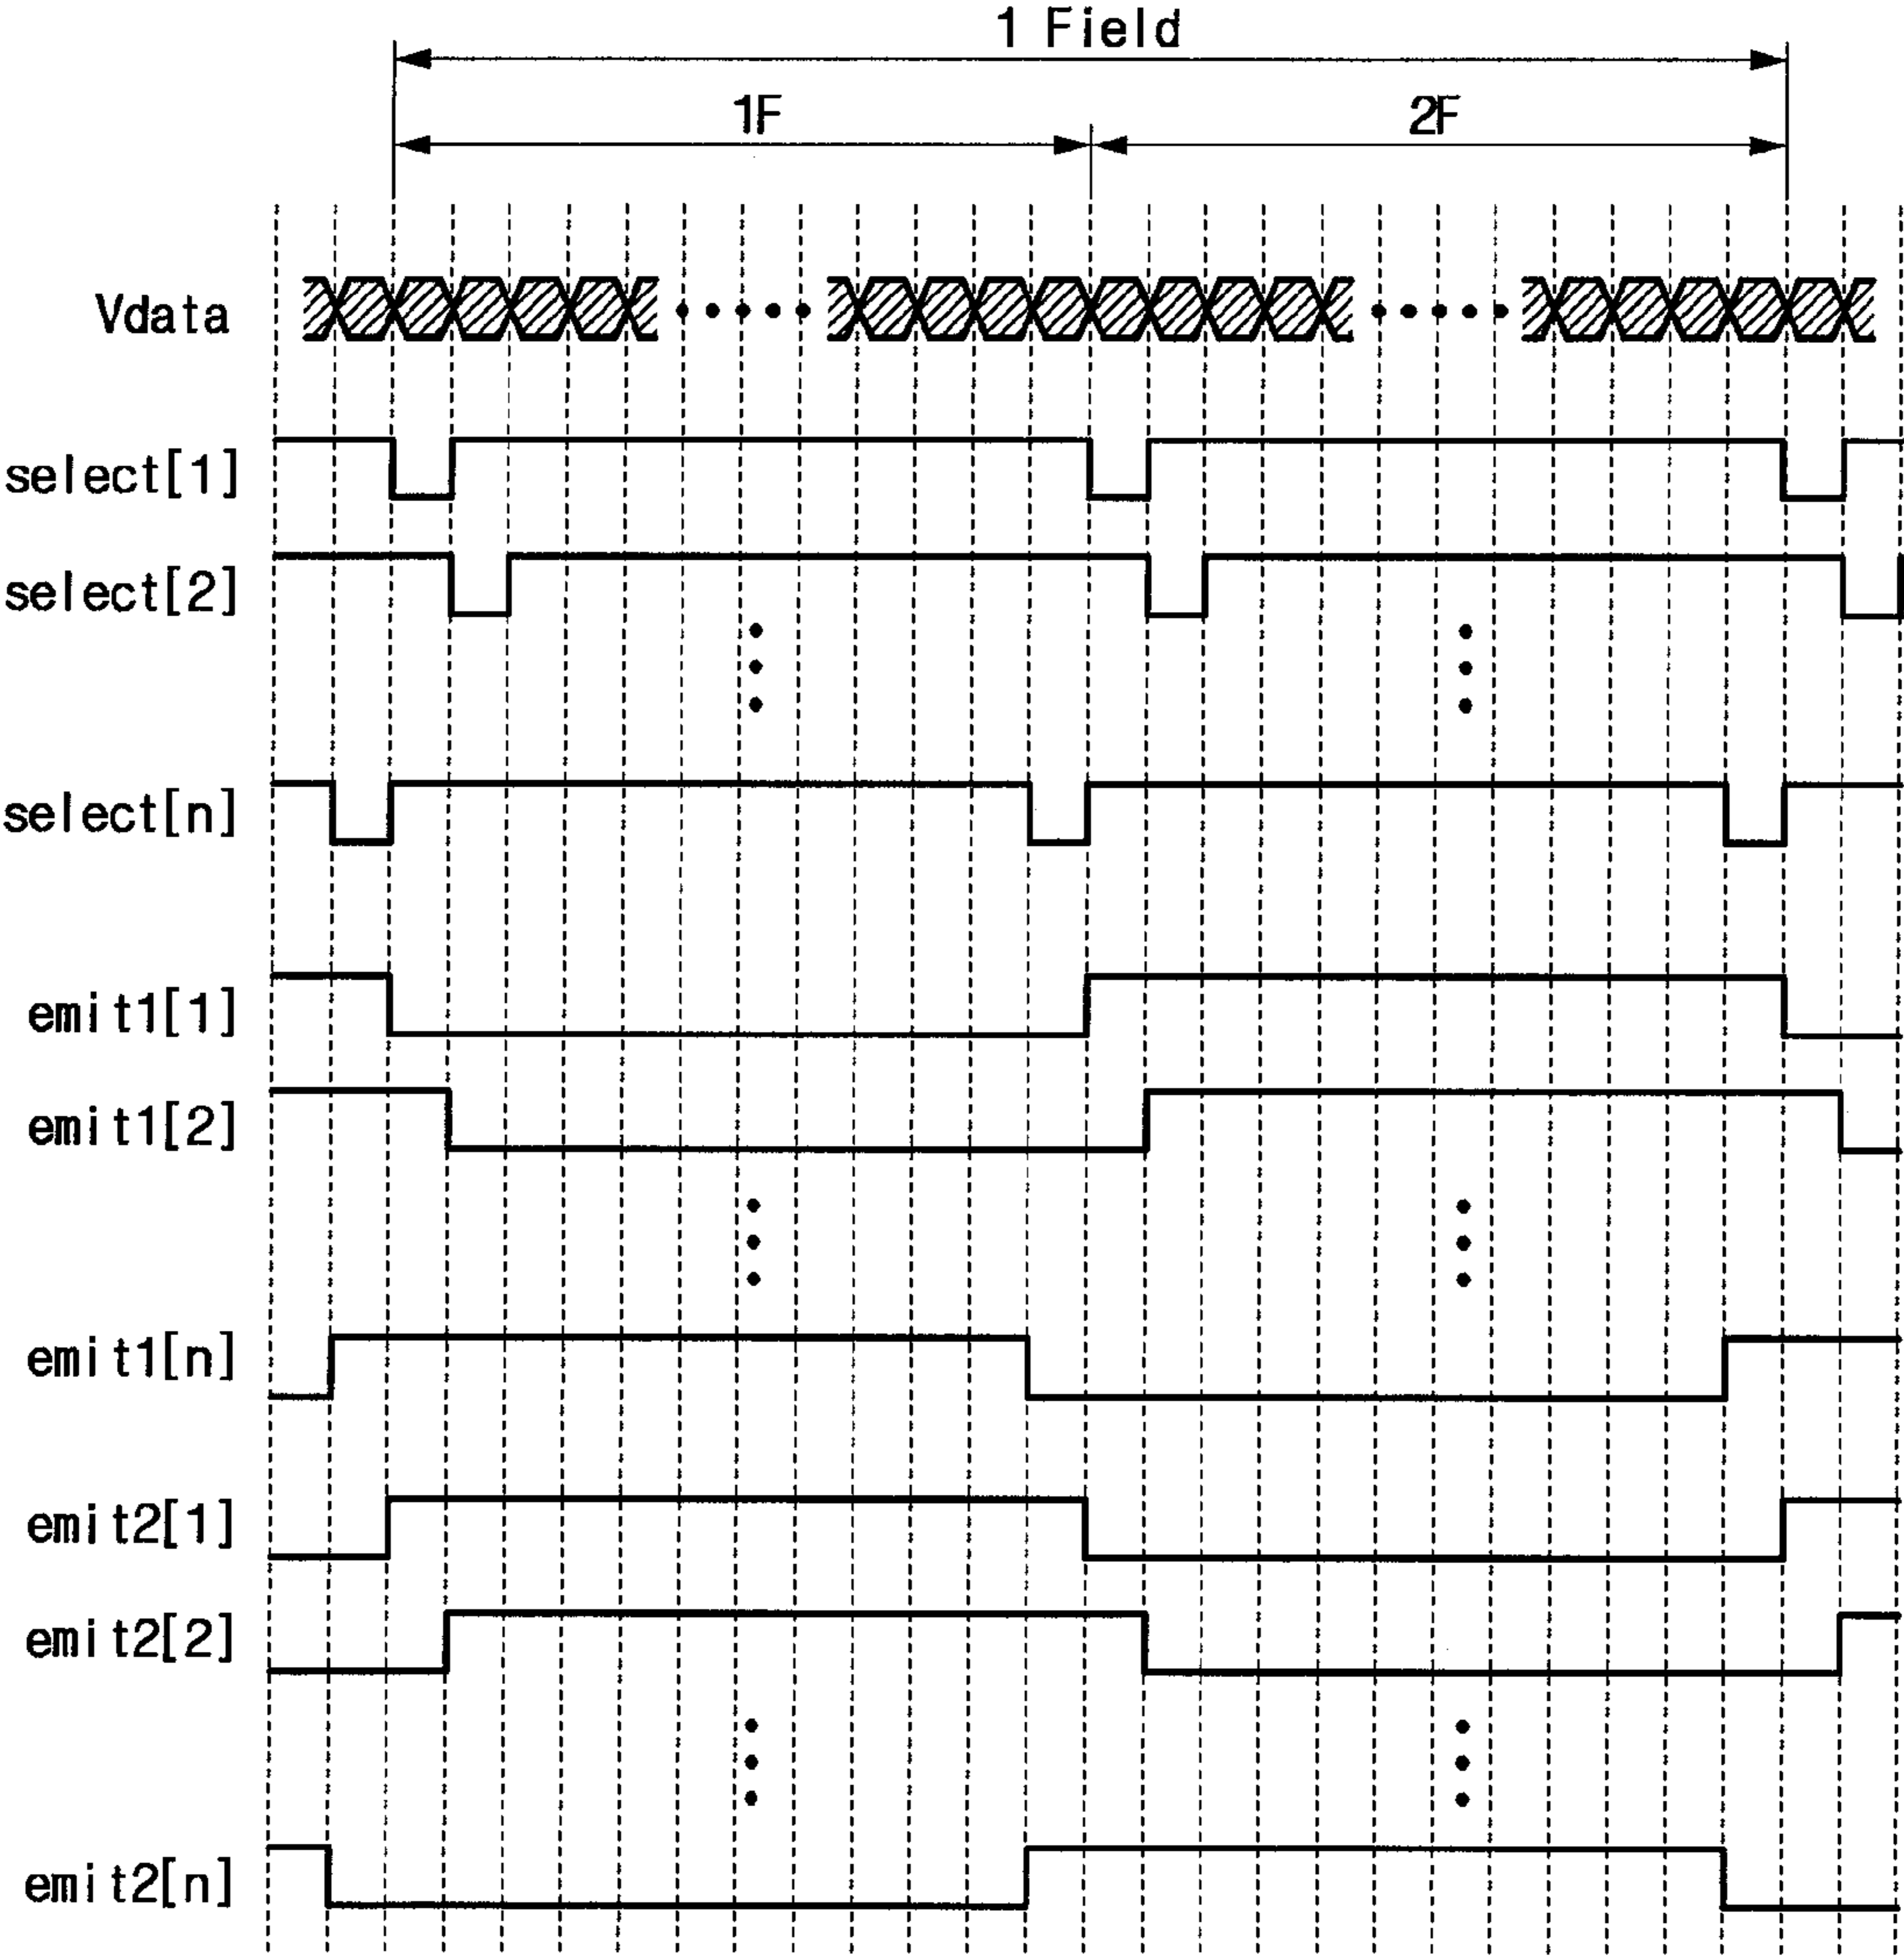 1 Field
1F 2F
Vdata
select[1]
select[2]
select[n]
emit1[1]
emit1[2]
emit1[n]
emit2[1]
emit2[2]
emit2[n]